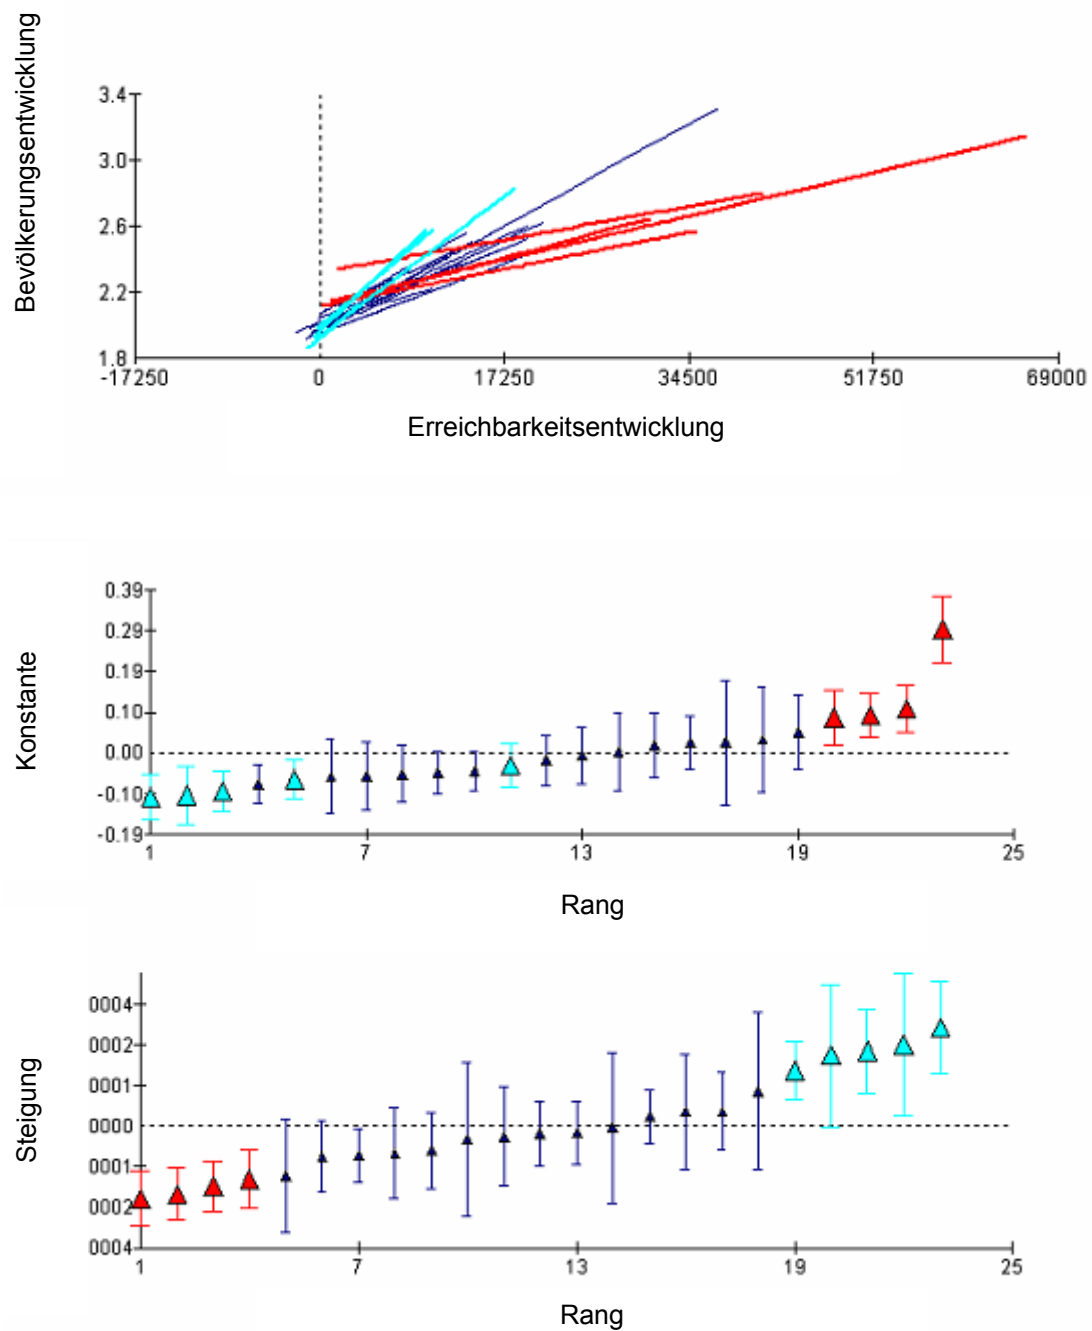 Bevölkerungsentwicklung
3.4
3.0
2.6
2.2
1.8
-17250 0 17250 34500 51750 69000
Erreichbarkeitsentwicklung
Konstante
0.39
0.29
0.19
0.10
0.00
-0.10
-0.19
1 7 13 19 25
Rang
Steigung
0004
0002
0001
0000
0001
0002
0004
1 7 13 19 25
Rang